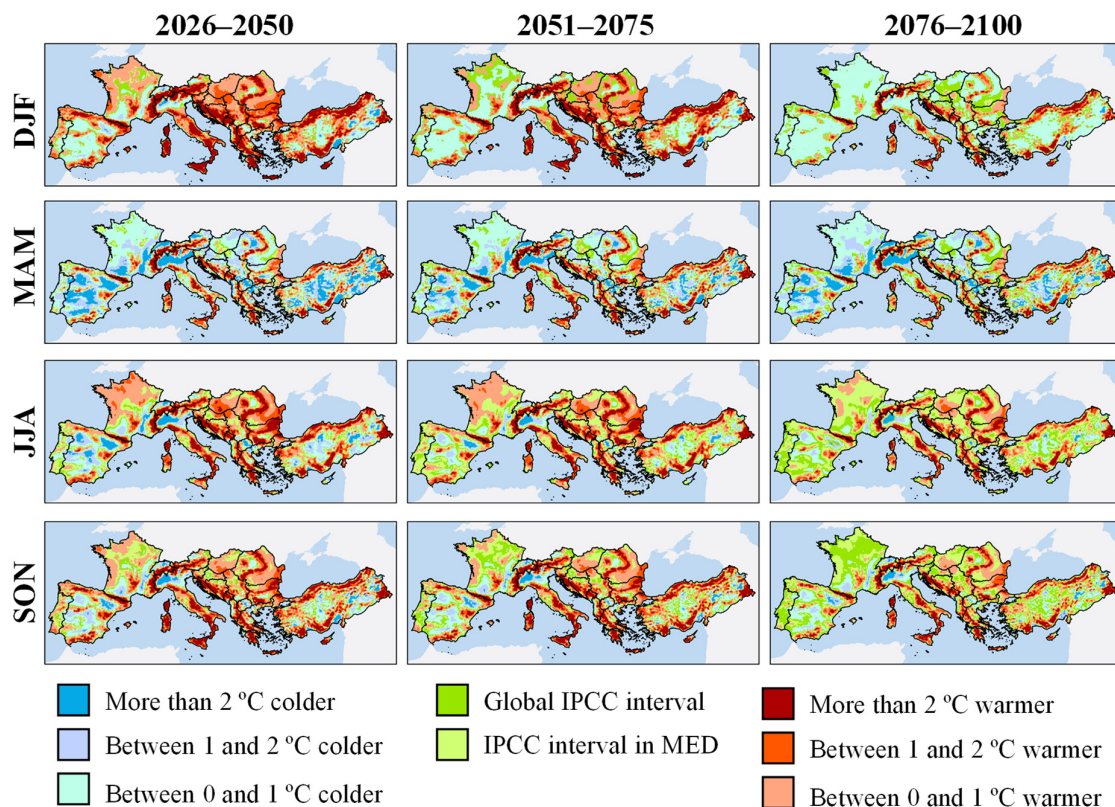 2026–2050 2051–2075 2076–2100
DJF
MAM
JJA
SON
More than 2 ºC colder
Between 1 and 2 ºC colder
Between 0 and 1 ºC colder
Global IPCC interval
IPCC interval in MED
More than 2 ºC warmer
Between 1 and 2 ºC warmer
Between 0 and 1 ºC warmer